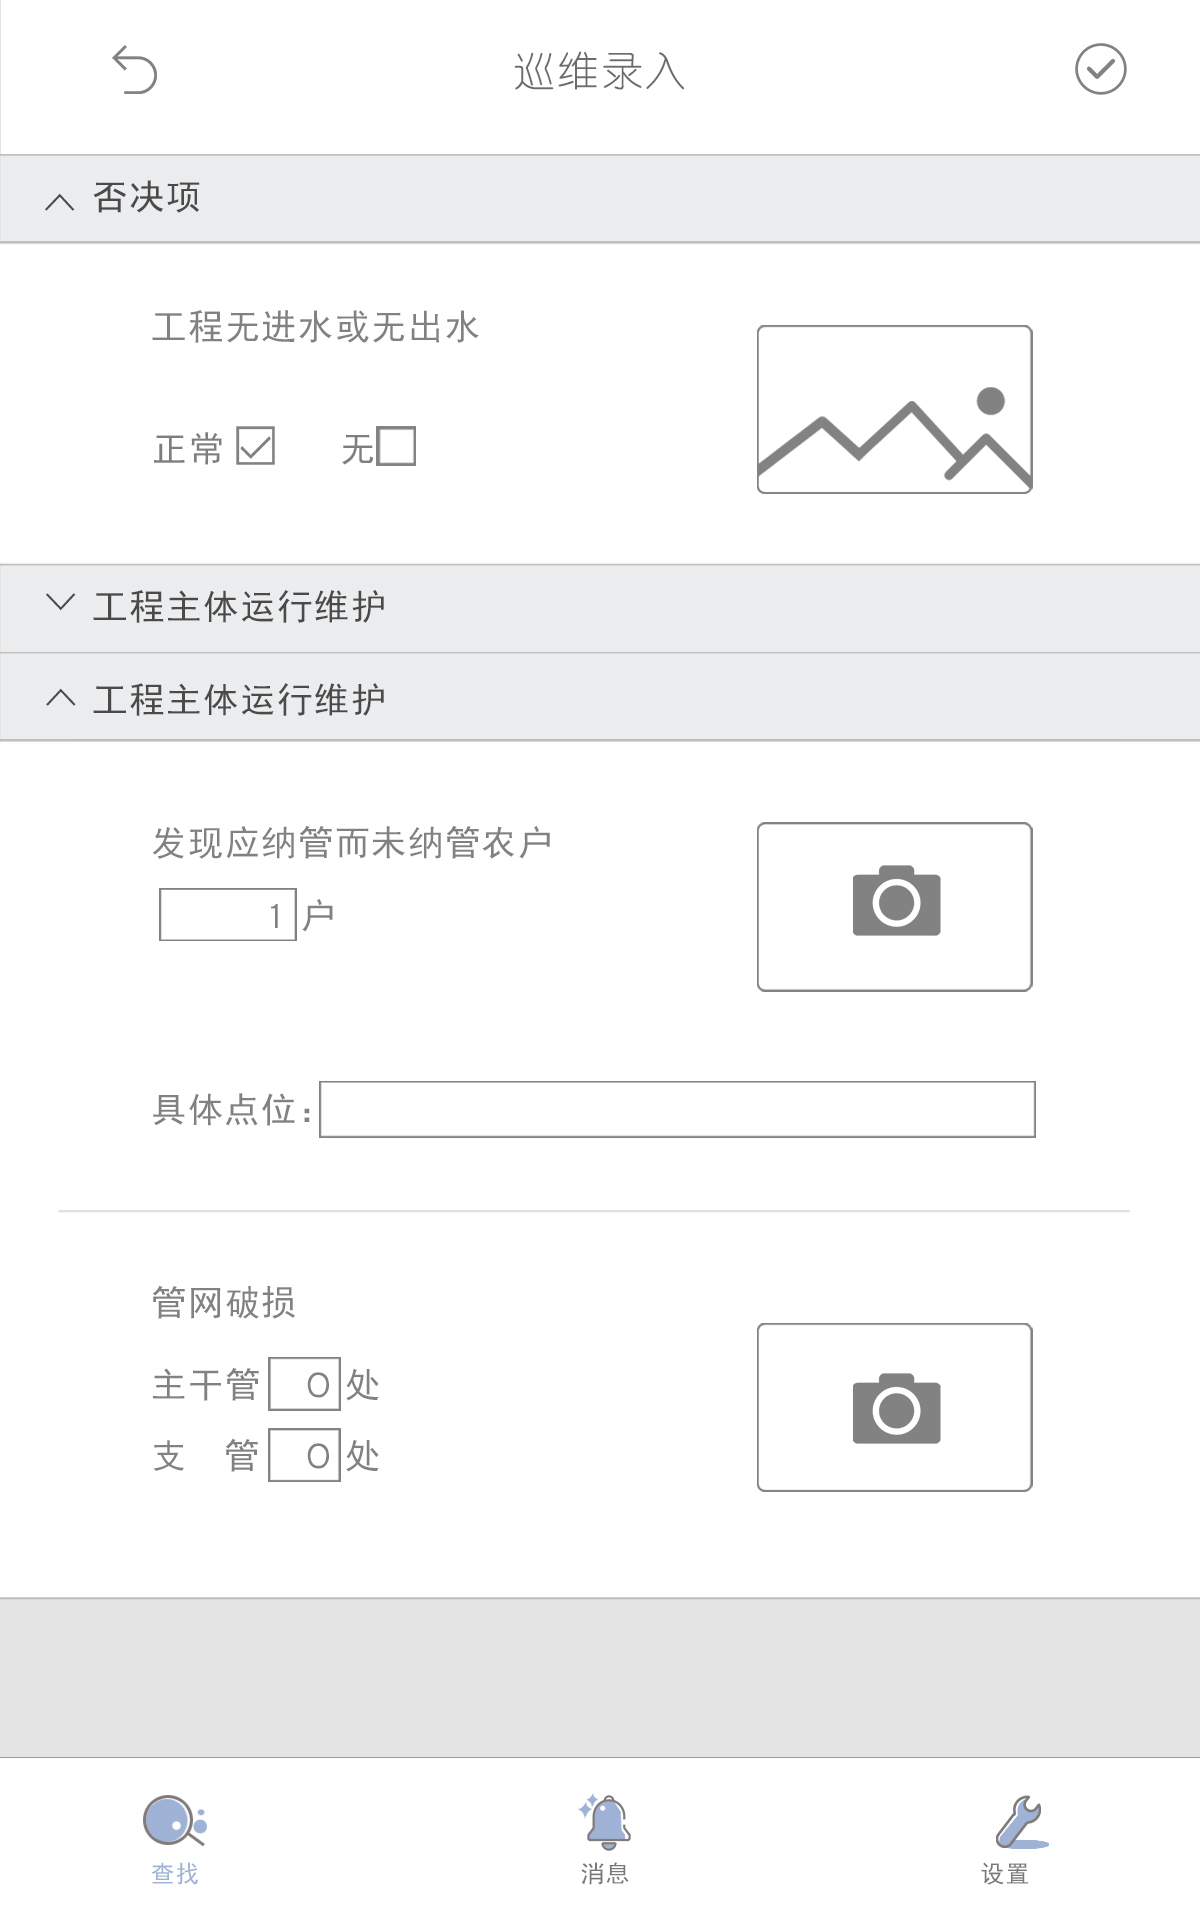 巡维录入
否决项
工程无进水或无出水
正常 无
工程主体运行维护
工程主体运行维护
发现应纳管而未纳管农户
1 户
具体点位:
管网破损
主干管 0 处
支 管 0 处
查找 消息 设置